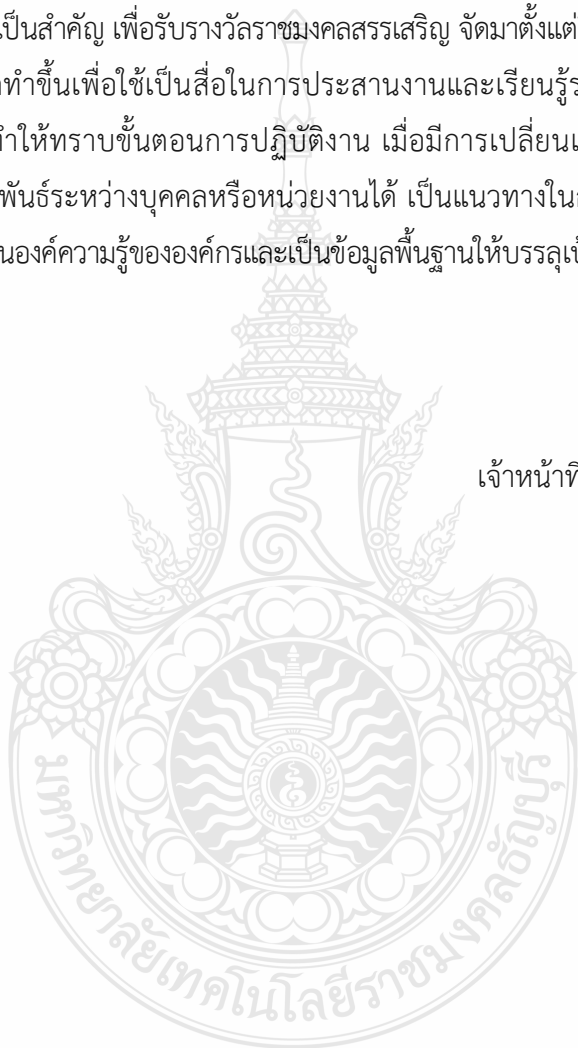 เป็นสำคัญ เพื่อรับรางวัลราชมงคลสรรเสริญ จัดมาตั้งแต่
ทำขึ้นเพื่อใช้เป็นสื่อในการประสานงานและเรียนรู้
ทำให้ทราบขั้นตอนการปฏิบัติงาน เมื่อมีการเปลี่ยน
พันธ์ระหว่างบุคคลหรือหน่วยงานได้ เป็นแนวทางใน
นองค์ความรู้ขององค์กรและเป็นข้อมูลพื้นฐานให้บรรลุ
เจ้าหน้าที่
มหาวิทยาลัยเทคโนโลยีราชมงคลธัญบุรี